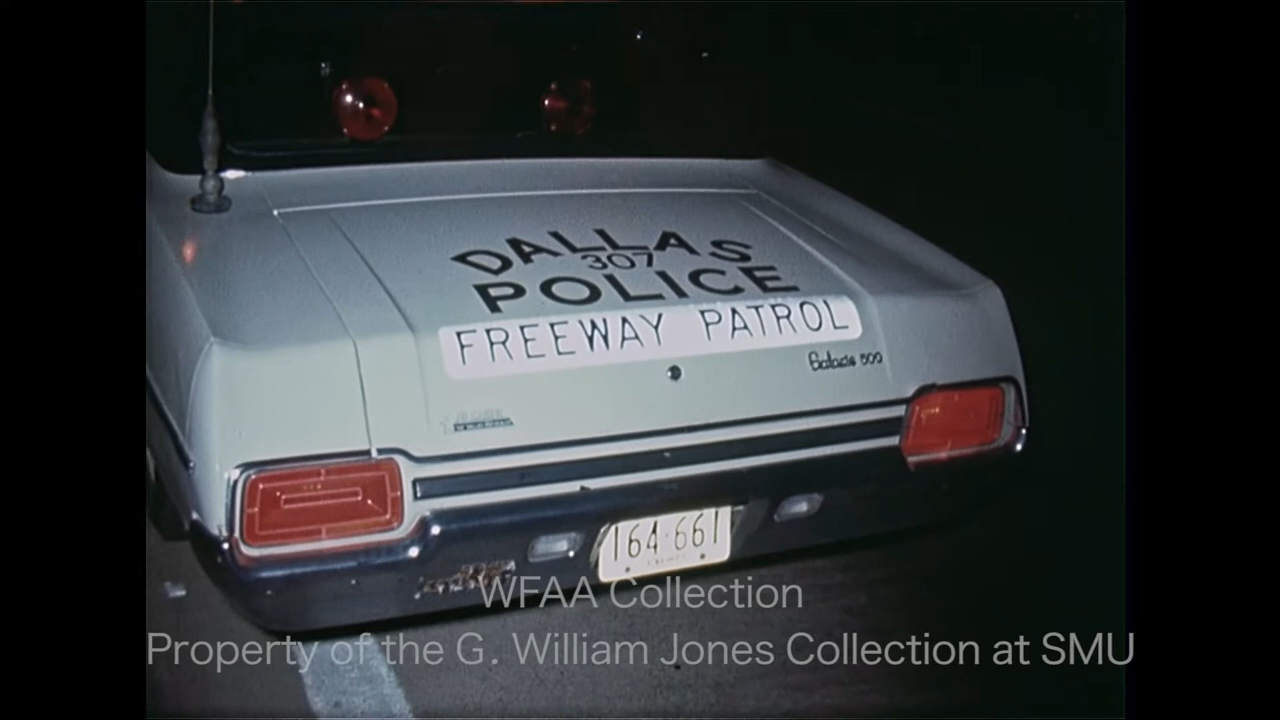 DALLAS
307
POLICE
FREEWAY PATROL
Galaxie 500
164·661
WFAA Collection
Property of the G. William Jones Collection at SMU